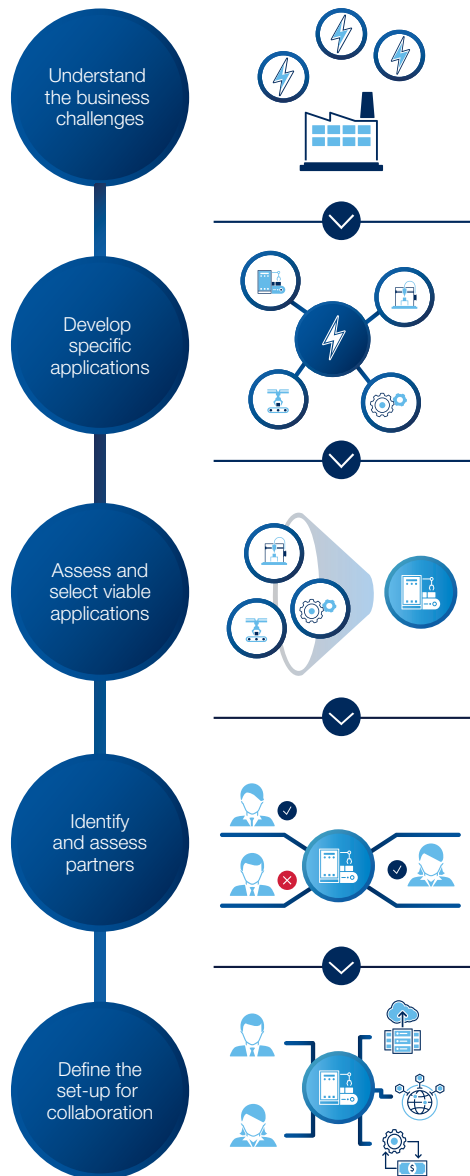 Understand
the business
challenges
Develop
specific
applications
Assess and
select viable
applications
Identify
and assess
partners
Define the
set-up for
collaboration
$